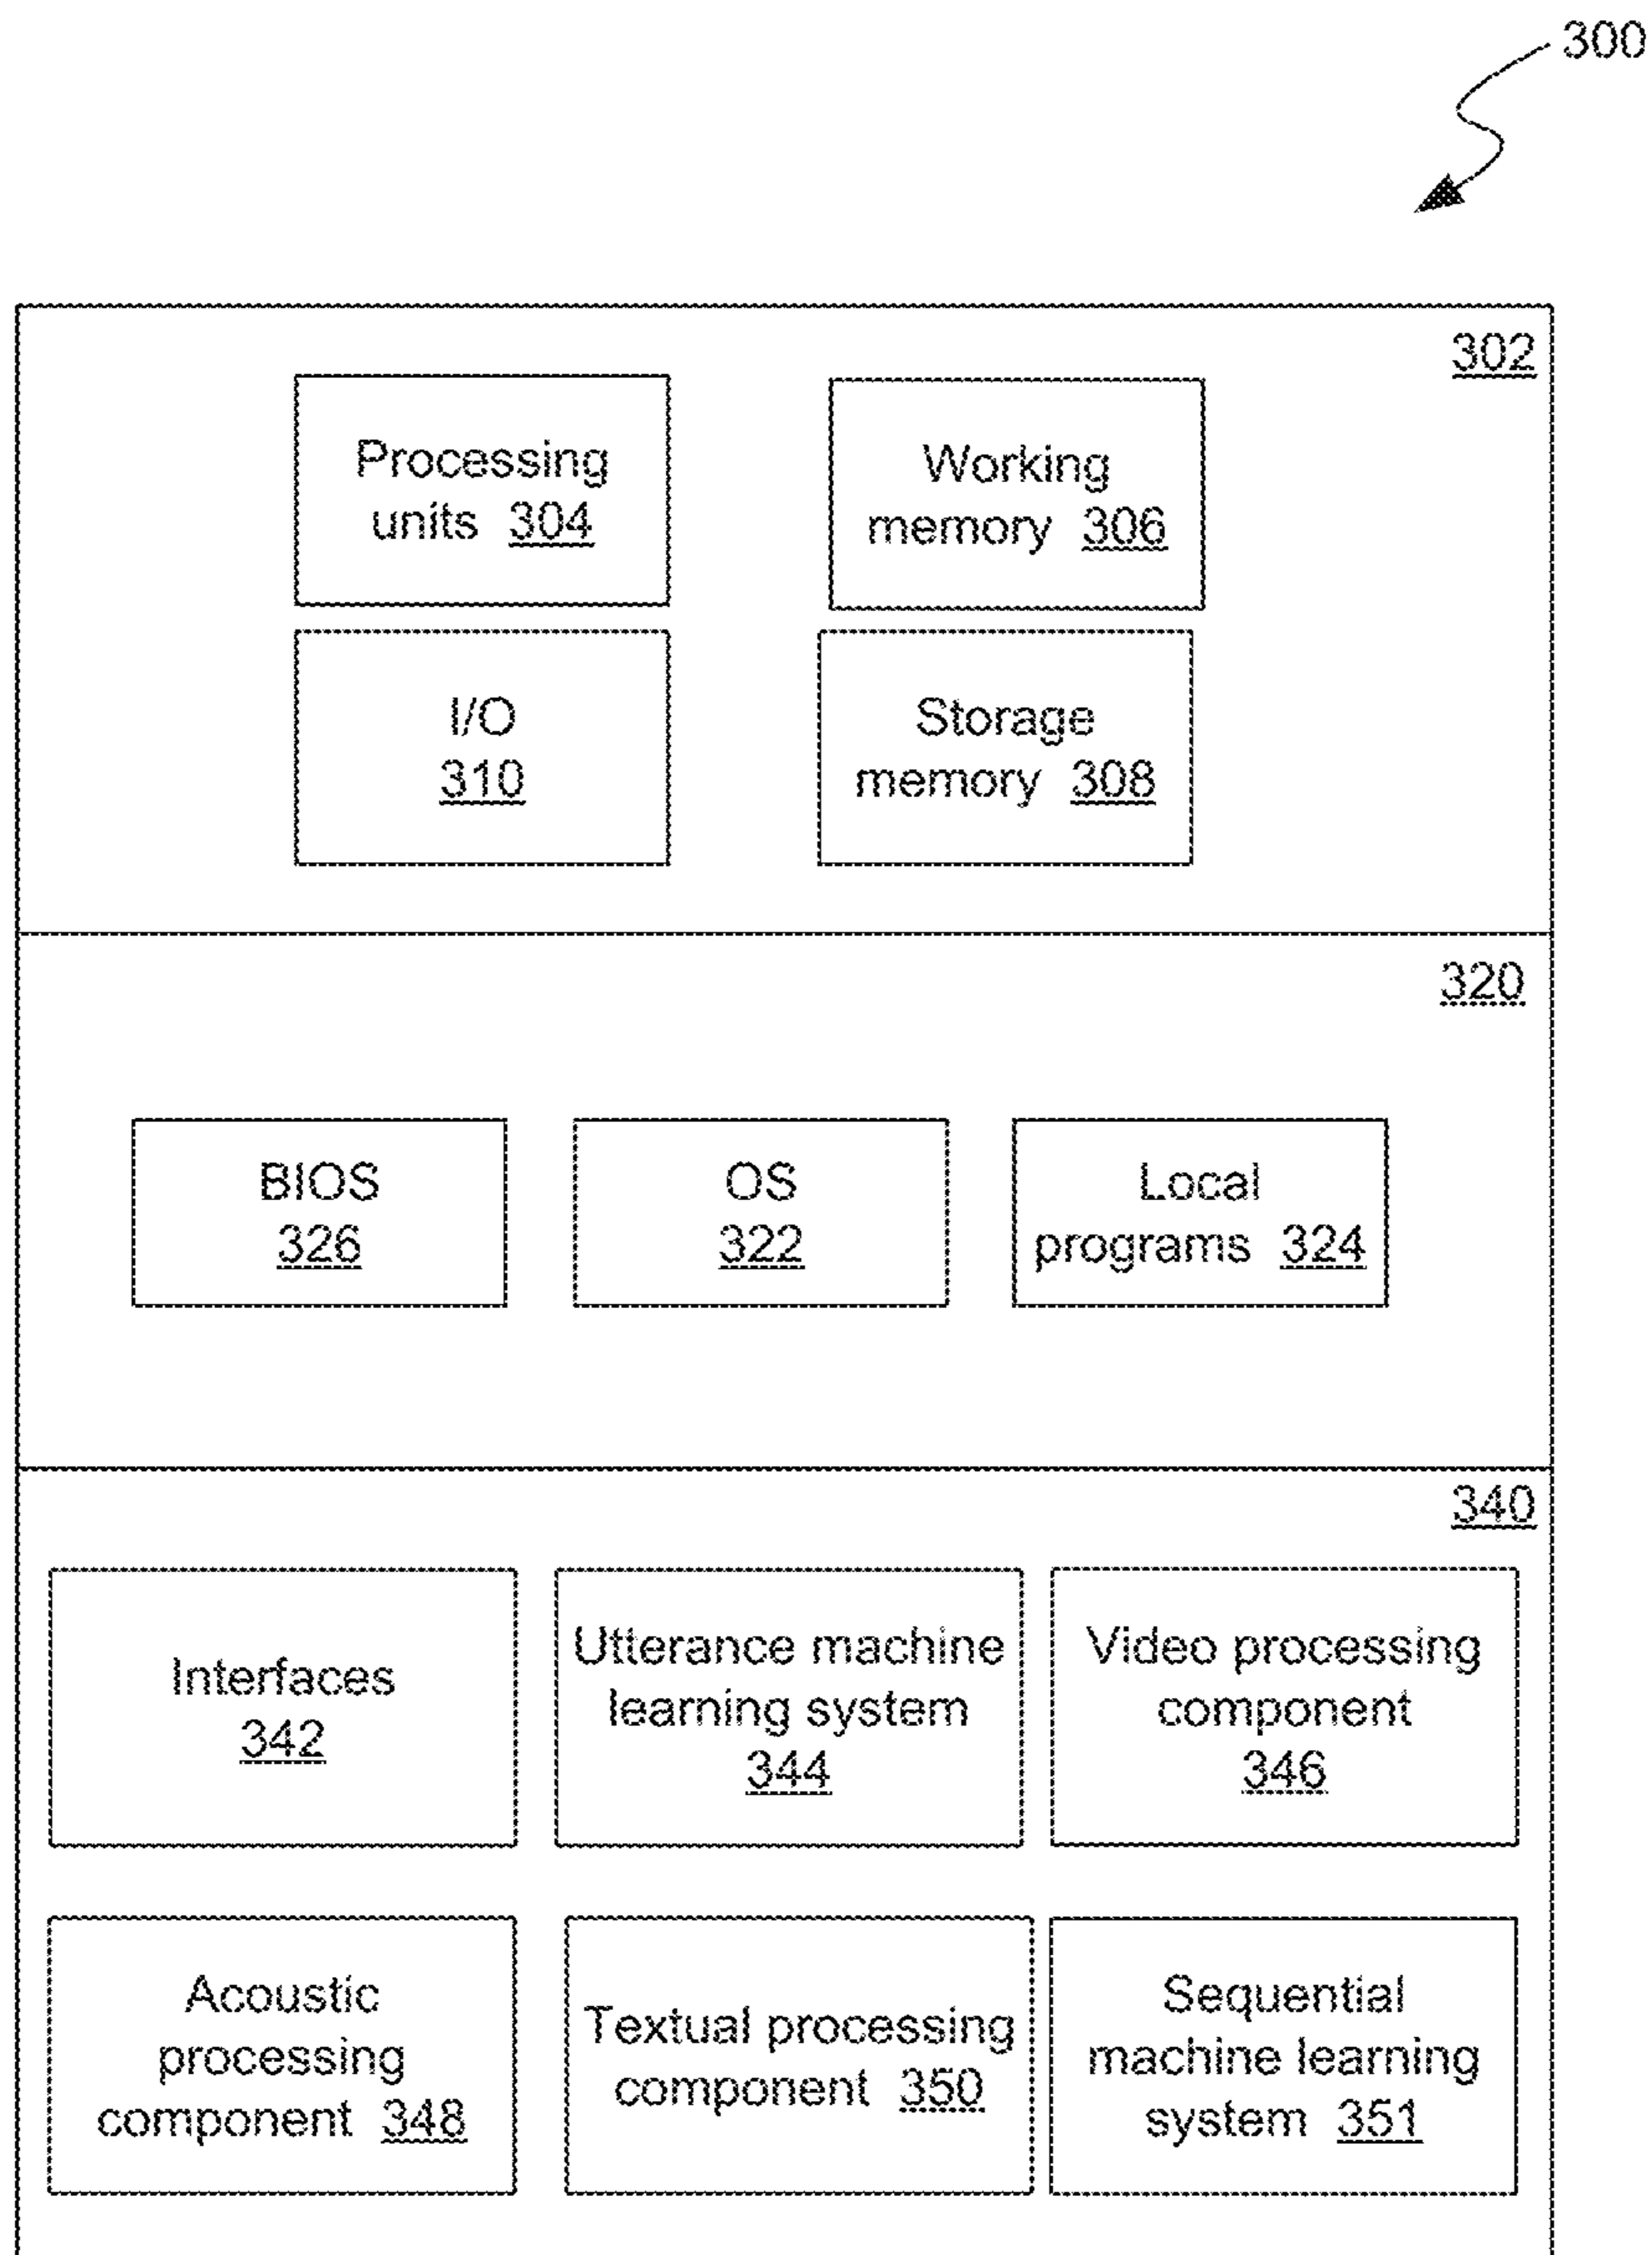 300
302
Processing
units 304
Working
memory 306
I/O
310
Storage
memory 308
320
BIOS
326
OS
322
Local
programs 324
340
Interfaces
342
Utterance machine
learning system
344
Video processing
component
346
Acoustic
processing
component 348
Textual processing
component 350
Sequential
machine learning
system 351